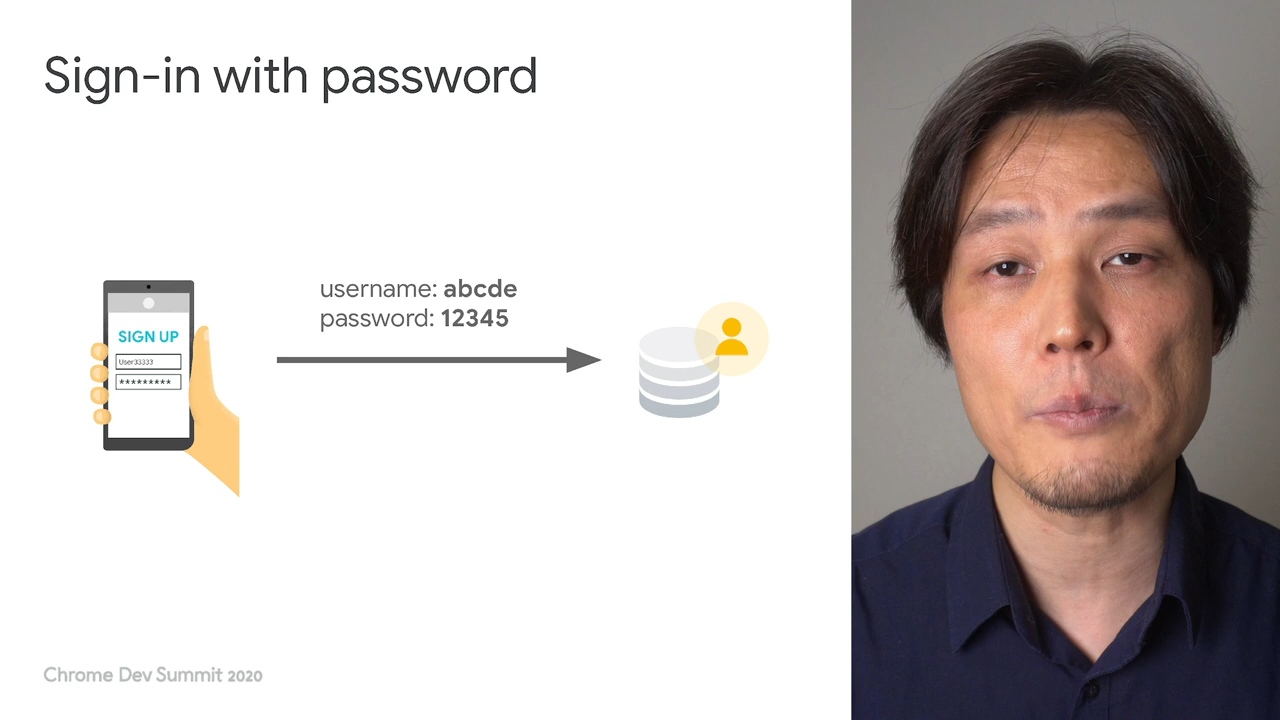 Sign-in with password
username: abcde
password: 12345
SIGN UP
User33333
*********
Chrome Dev Summit 2020